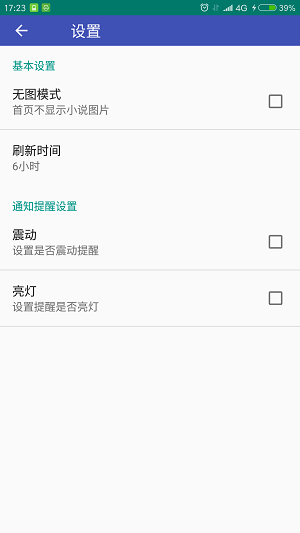 17:23 4G 39%
设置
基本设置
无图模式
首页不显示小说图片
刷新时间
6小时
通知提醒设置
震动
设置是否震动提醒
亮灯
设置提醒是否亮灯